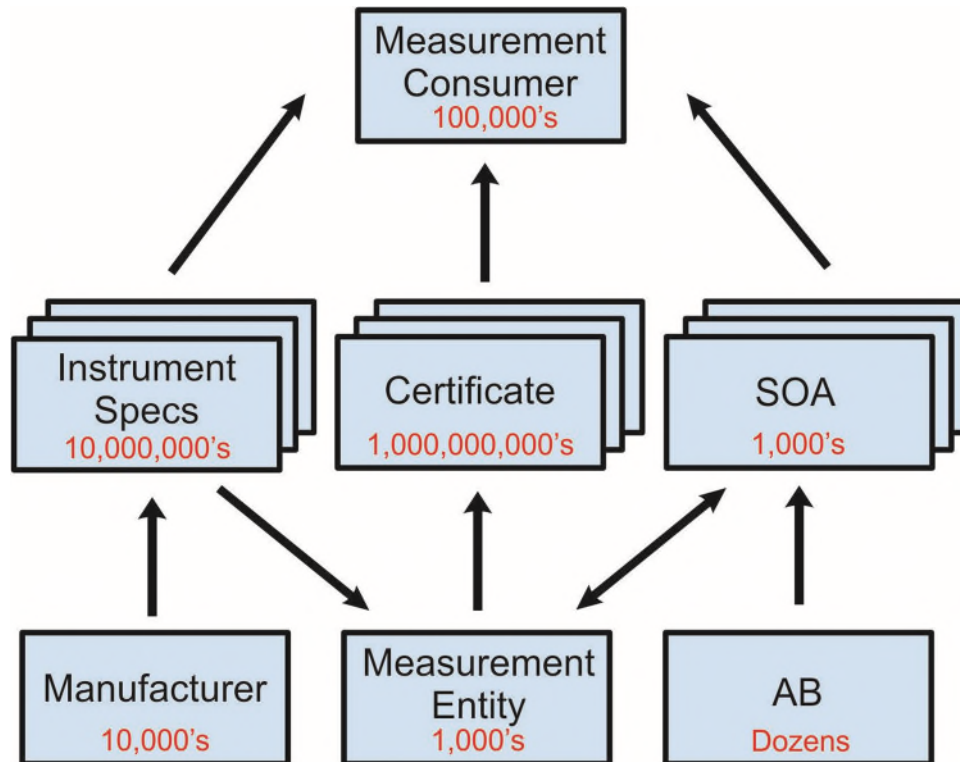 Measurement
Consumer
100,000's
Instrument
Specs
10,000,000's
Certificate
1,000,000,000's
SOA
1,000's
Manufacturer
10,000's
Measurement
Entity
1,000's
AB
Dozens